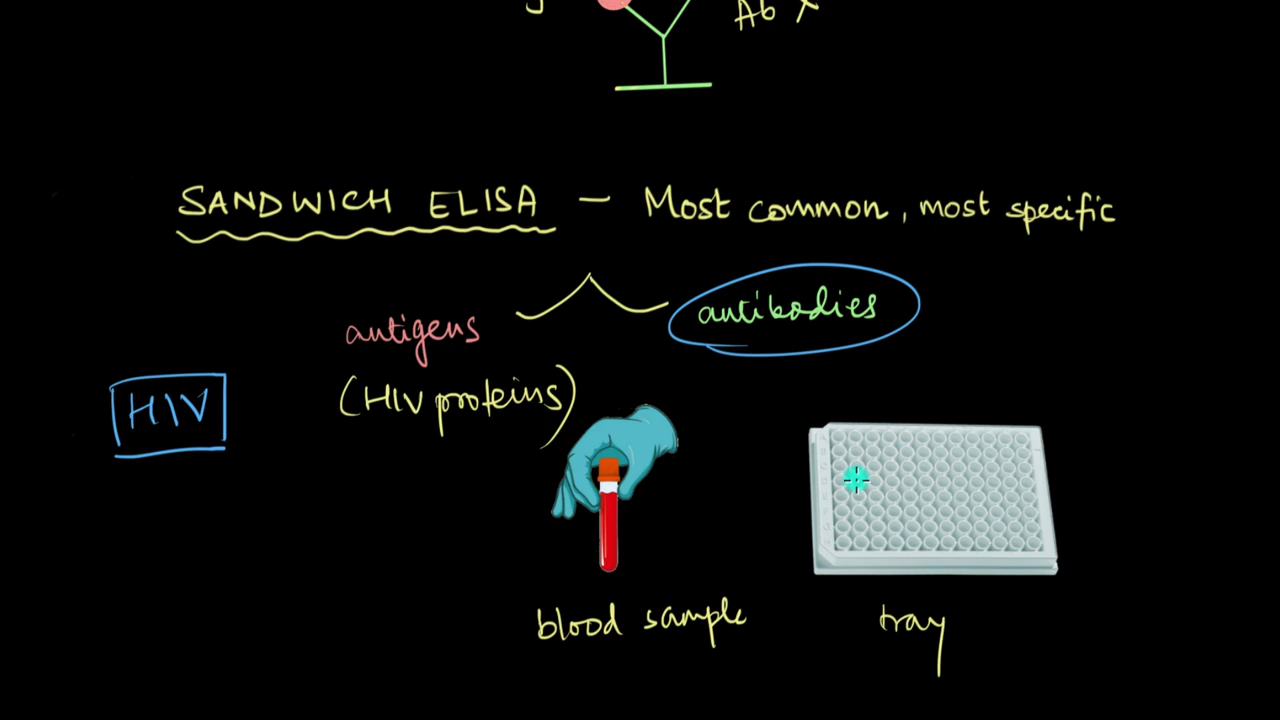 Ab X
SANDWICH ELISA — Most common, most specific
antigens
antibodies
(HIV proteins)
HIV
blood sample
tray